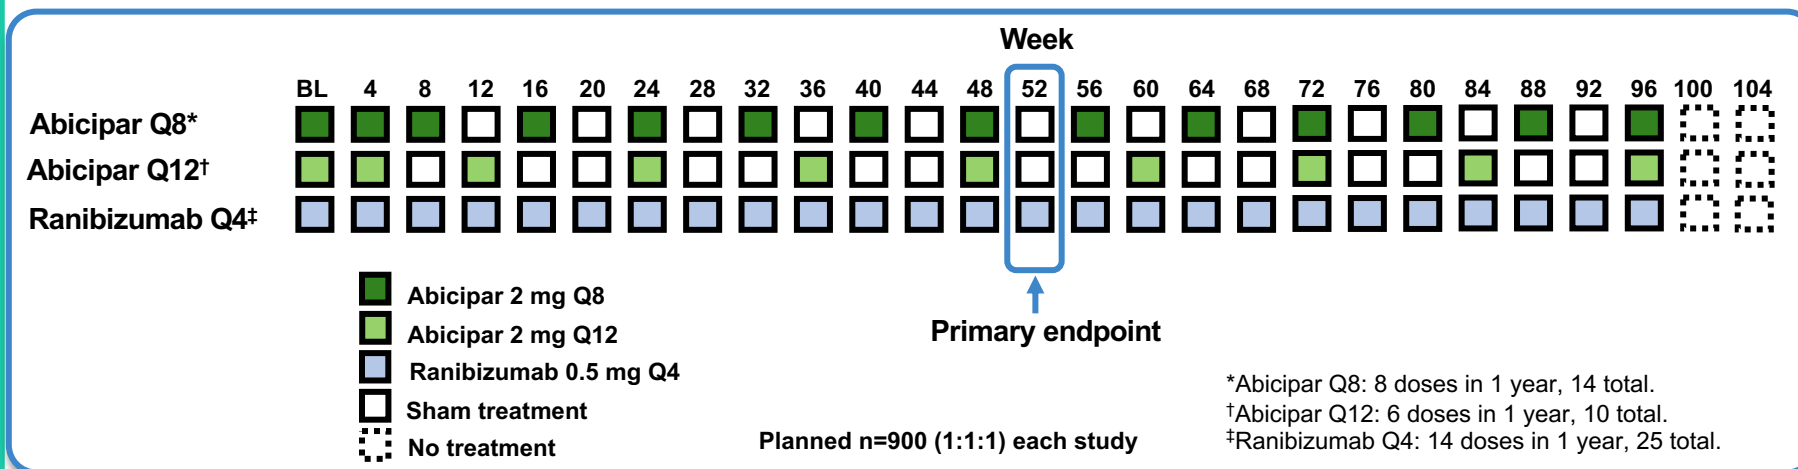 Week
BL 4 8 12 16 20 24 28 32 36 40 44 48 52 56 60 64 68 72 76 80 84 88 92 96 100 104
Abicipar Q8*
Abicipar Q12†
Ranibizumab Q4‡
Abicipar 2 mg Q8
Abicipar 2 mg Q12
Ranibizumab 0.5 mg Q4
Sham treatment
No treatment
Primary endpoint
Planned n=900 (1:1:1) each study
*Abicipar Q8: 8 doses in 1 year, 14 total.
†Abicipar Q12: 6 doses in 1 year, 10 total.
‡Ranibizumab Q4: 14 doses in 1 year, 25 total.